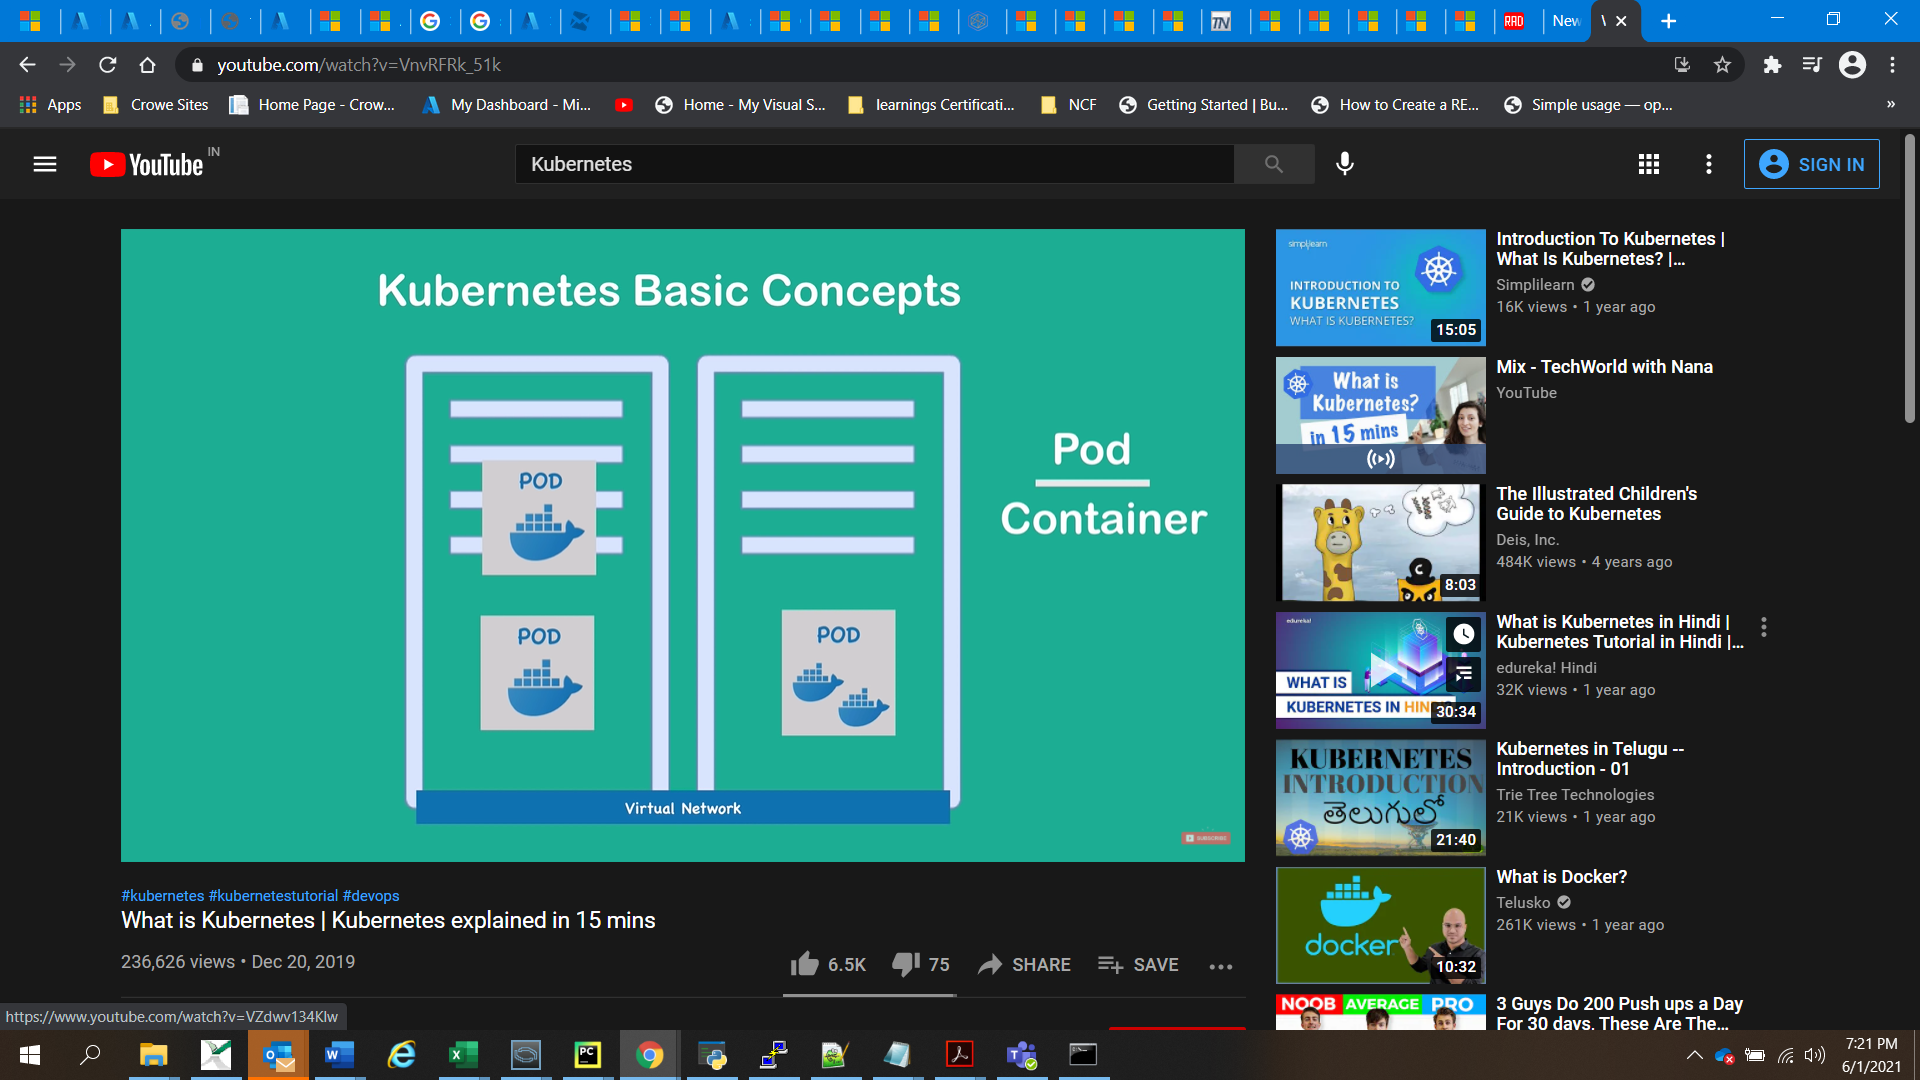 TN
RAD
New
youtube.com/watch?v=VnvRFRk_51k
Apps
Crowe Sites
Home Page - Crow...
My Dashboard - Mi...
Home - My Visual S...
learnings Certificati...
NCF
Getting Started | Bu...
How to Create a RE...
Simple usage — op...
»
YouTube IN
Kubernetes
SIGN IN
Kubernetes Basic Concepts
POD
POD
POD
Pod
Container
Virtual Network
SUBSCRIBE
#kubernetes #kubernetestutorial #devops
What is Kubernetes | Kubernetes explained in 15 mins
236,626 views • Dec 20, 2019
6.5K
75
SHARE
SAVE
simplilearn
INTRODUCTION TO
KUBERNETES
WHAT IS KUBERNETES?
15:05
Introduction To Kubernetes |
What Is Kubernetes? |...
Simplilearn
16K views • 1 year ago
What is
Kubernetes?
in 15 mins
Mix - TechWorld with Nana
YouTube
C
8:03
The Illustrated Children's
Guide to Kubernetes
Deis, Inc.
484K views • 4 years ago
edureka!
WHAT IS
KUBERNETES IN HIN
30:34
What is Kubernetes in Hindi |
Kubernetes Tutorial in Hindi |...
edureka! Hindi
32K views • 1 year ago
KUBERNETES
INTRODUCTION
తెలుగులో
21:40
Kubernetes in Telugu --
Introduction - 01
Trie Tree Technologies
21K views • 1 year ago
docker
10:32
What is Docker?
Telusko
261K views • 1 year ago
NOOB AVERAGE PRO
3 Guys Do 200 Push ups a Day
For 30 days, These Are The...
https://www.youtube.com/watch?v=VZdwv134KIw
7:21 PM
6/1/2021